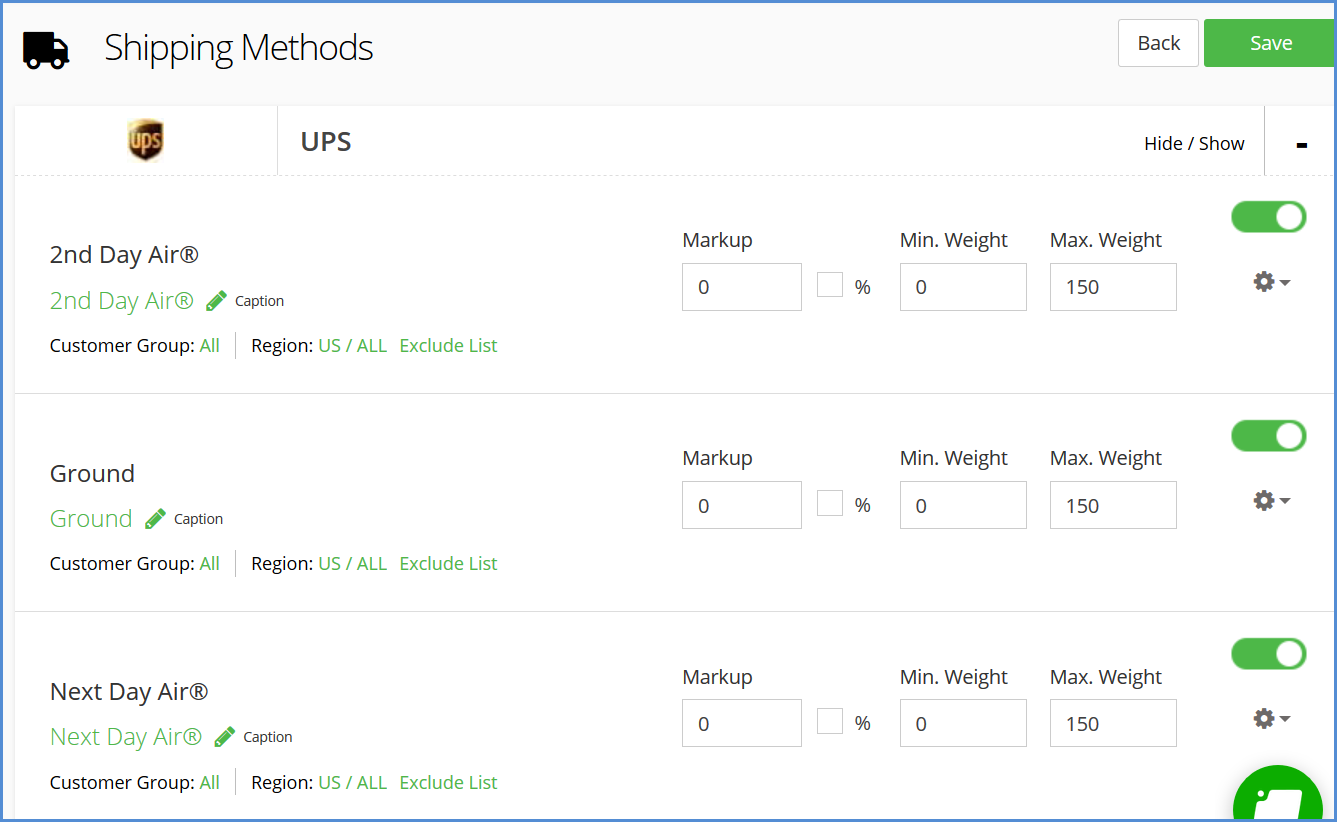 Shipping Methods
Back
Save
ups
UPS
Hide / Show
-
2nd Day Air®
2nd Day Air® Caption
Customer Group: All Region: US / ALL Exclude List
Markup Min. Weight Max. Weight
0 % 0 150
Ground
Ground Caption
Customer Group: All Region: US / ALL Exclude List
Markup Min. Weight Max. Weight
0 % 0 150
Next Day Air®
Next Day Air® Caption
Customer Group: All Region: US / ALL Exclude List
Markup Min. Weight Max. Weight
0 % 0 150